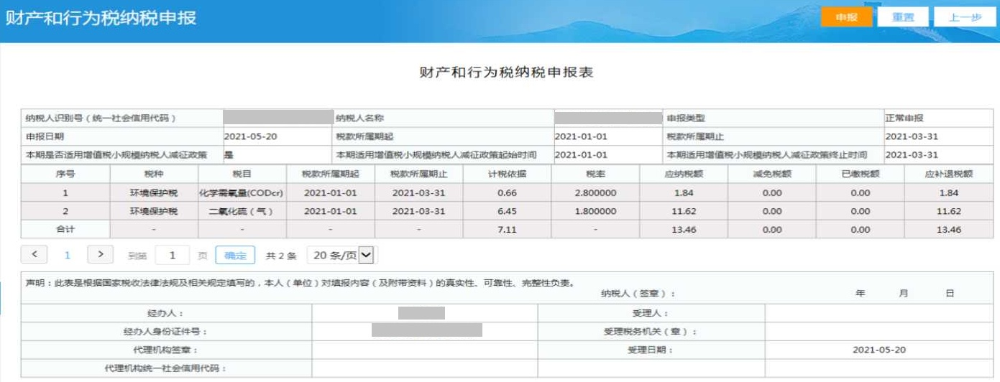 财产和行为税纳税申报 申报 重置 上一步
财产和行为税纳税申报表
纳税人识别号（统一社会信用代码） 纳税人名称 申报类型 正常申报
申报日期 2021-05-20 税款所属期起 2021-01-01 税款所属期止 2021-03-31
本期是否适用增值税小规模纳税人减征政策 是 本期适用增值税小规模纳税人减征政策起始时间 2021-01-01 本期适用增值税小规模纳税人减征政策终止时间 2021-03-31
序号 税种 税目 税款所属期起 税款所属期止 计税依据 税率 应纳税额 减免税额 已缴税额 应补退税额
1 环境保护税 化学需氧量(CODcr) 2021-01-01 2021-03-31 0.66 2.800000 1.84 0.00 0.00 1.84
2 环境保护税 二氧化硫（气） 2021-01-01 2021-03-31 6.45 1.800000 11.62 0.00 0.00 11.62
合计 - - - - 7.11 - 13.46 0.00 0.00 13.46
< 1 > 到第 1 页 确定 共 2 条 20 条/页
声明：此表是根据国家税收法律法规及相关规定填写的，本人（单位）对填报内容（及附带资料）的真实性、可靠性、完整性负责。
纳税人（签章）： 年 月 日
经办人： 受理人：
经办人身份证件号： 受理税务机关（章）：
代理机构签章： 受理日期： 2021-05-20
代理机构统一社会信用代码：